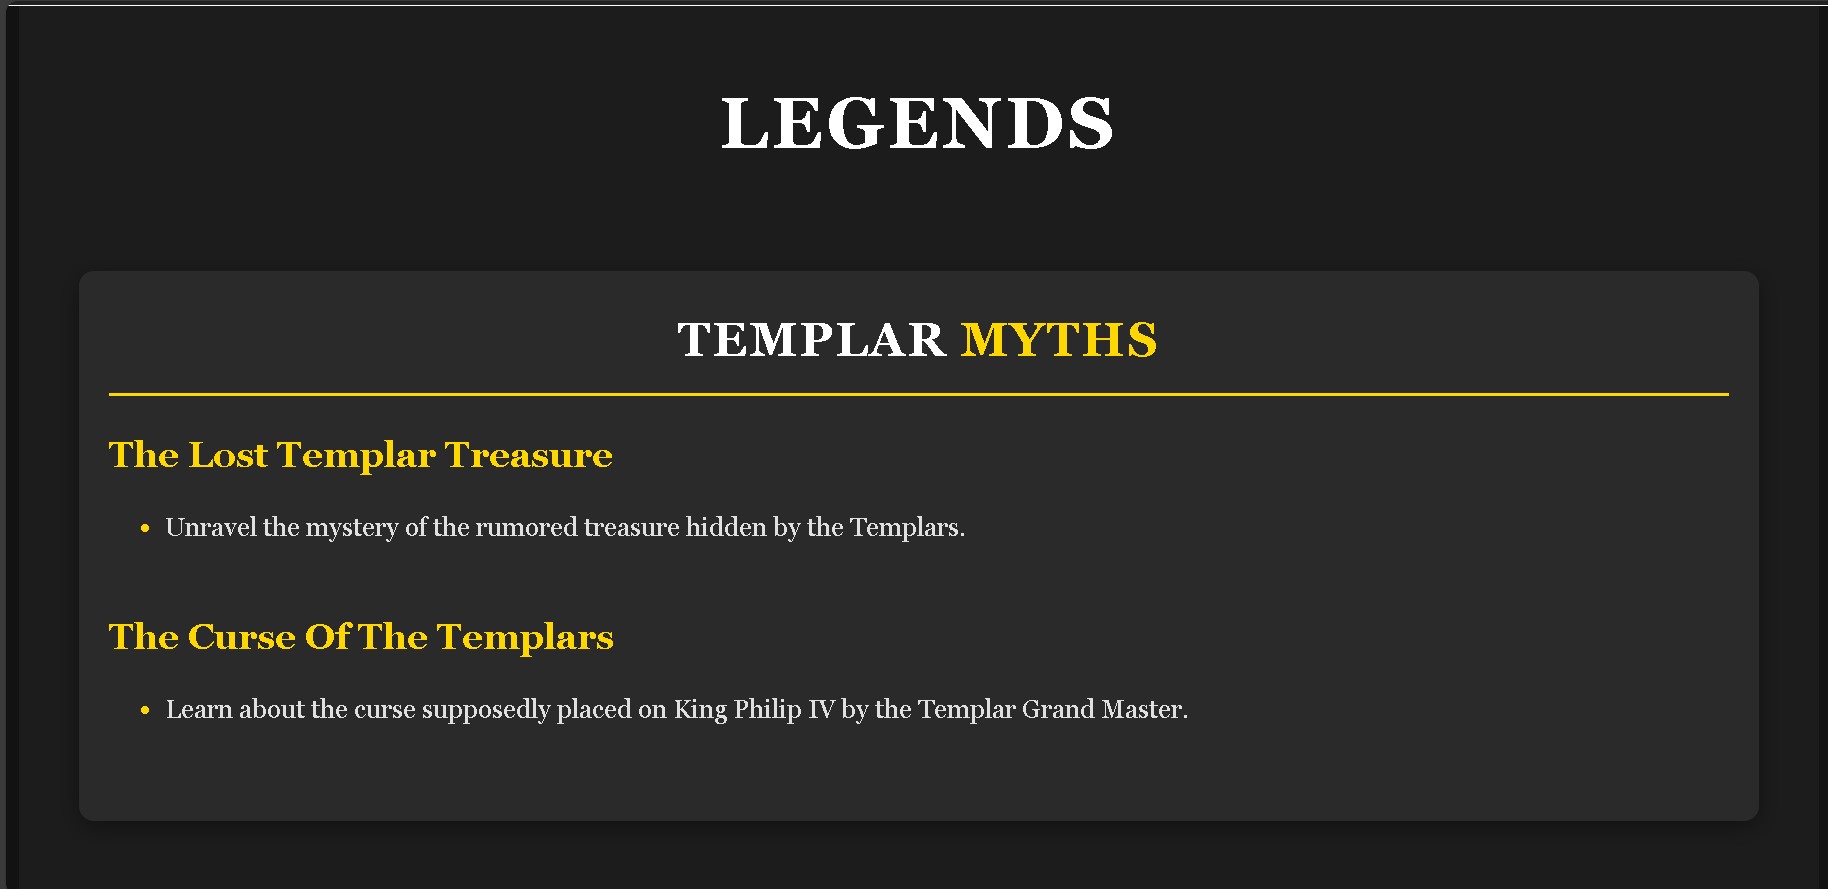 LEGENDS
TEMPLAR MYTHS
The Lost Templar Treasure
• Unravel the mystery of the rumored treasure hidden by the Templars.
The Curse Of The Templars
• Learn about the curse supposedly placed on King Philip IV by the Templar Grand Master.